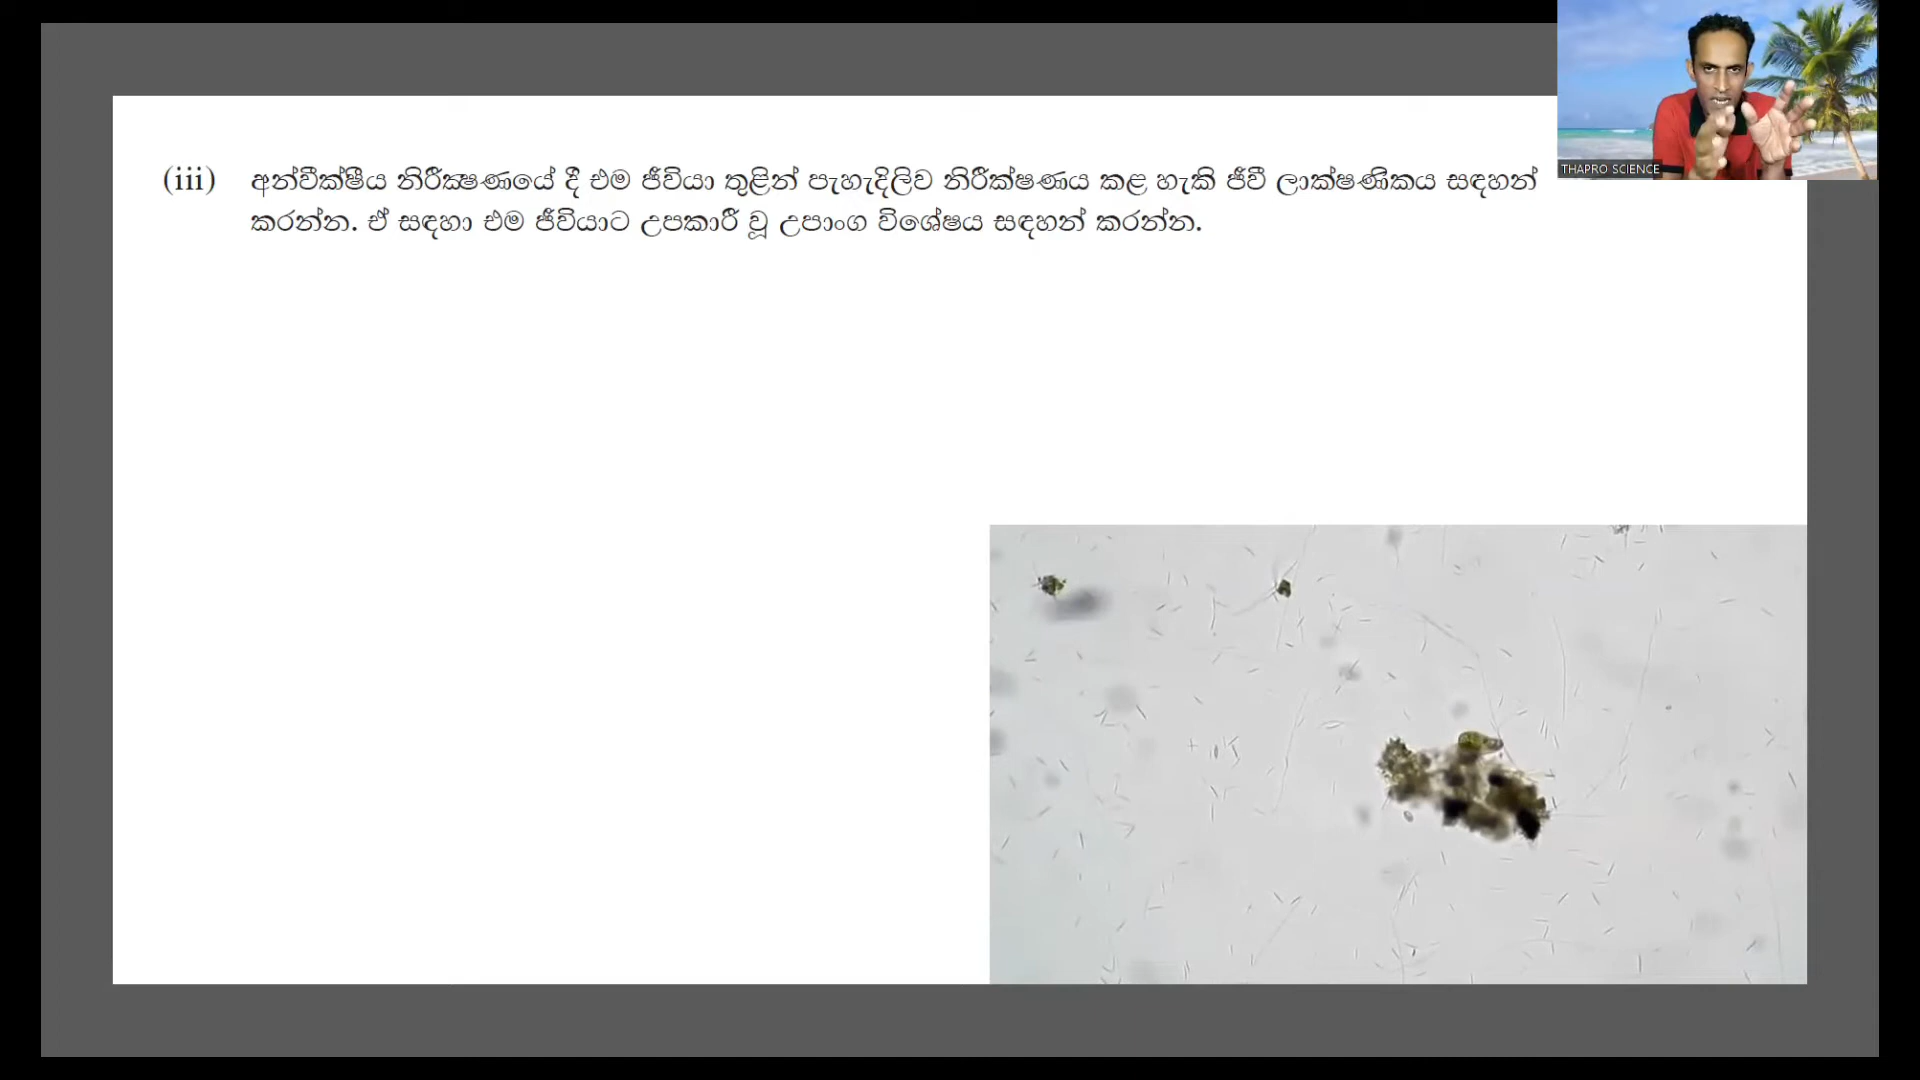 THAPRO SCIENCE
(iii) අන්වීක්ෂීය නිරීක්‍ෂණයේ දී එම ජීවියා තුළින් පැහැදිලිව නිරීක්ෂණය කළ හැකි ජීවී ලාක්ෂණිකය සඳහන්
කරන්න. ඒ සඳහා එම ජීවියාට උපකාරී වූ උපාංග විශේෂය සඳහන් කරන්න.